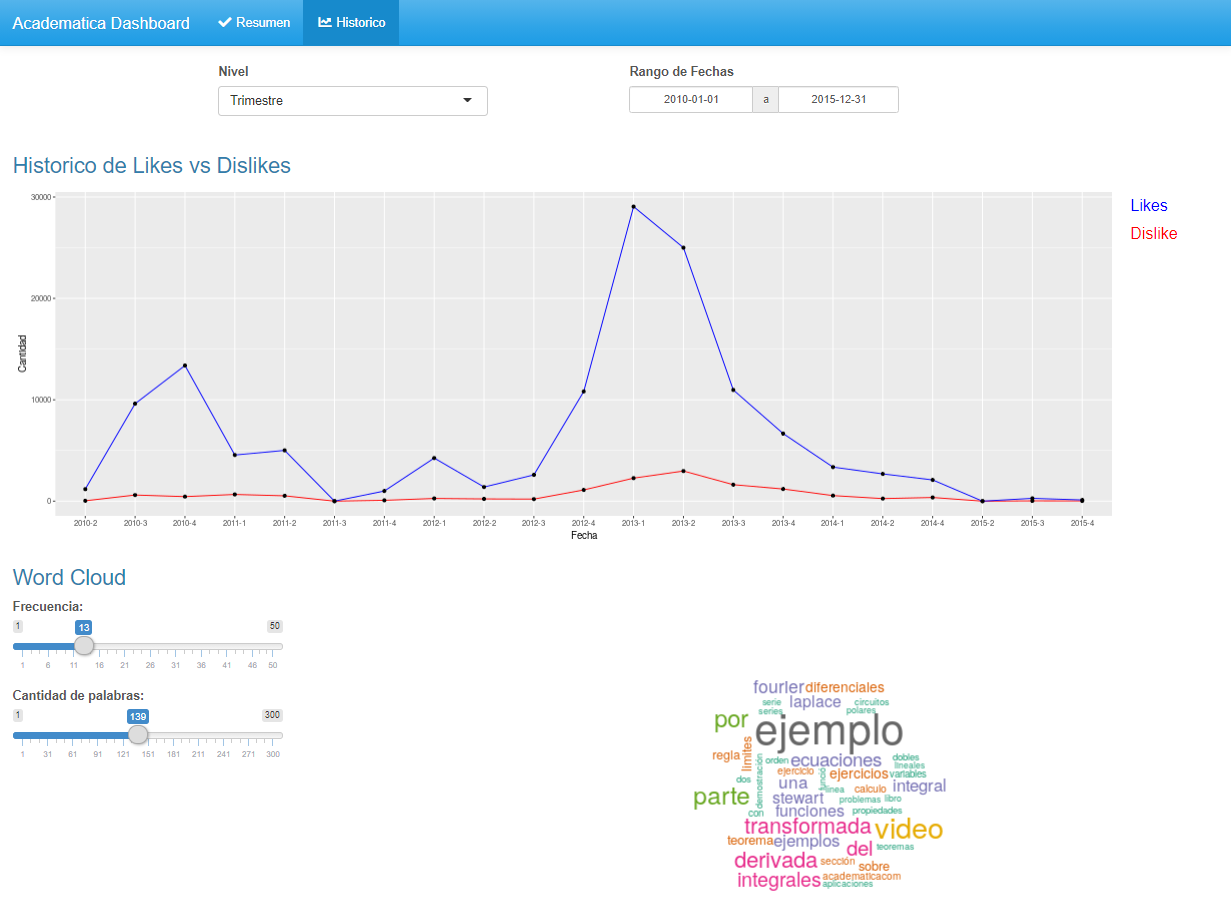 Academatica Dashboard Resumen Historico
Nivel Rango de Fechas
Trimestre 2010-01-01 a 2015-12-31
Historico de Likes vs Dislikes
Likes
Dislike
30000
20000
10000
0
Cantidad
2010-2 2010-3 2010-4 2011-1 2011-2 2011-3 2011-4 2012-1 2012-2 2012-3 2012-4 2013-1 2013-2 2013-3 2013-4 2014-1 2014-2 2014-4 2015-2 2015-3 2015-4
Fecha
Word Cloud
Frecuencia:
1 13 50
1 6 11 16 21 26 31 36 41 46 50
Cantidad de palabras:
1 139 300
1 31 61 91 121 151 181 211 241 271 300
fourier diferenciales
serie laplace circuitos
series polares
por ejemplo
regla limites orden ecuaciones dobles
lineales
demostración ejercicio ejercicios variables
dos una linea calculo integral
parte stewart problemas libro
con funciones propiedades
transformada video
teorema ejemplos del teoremas
derivada sección sobre
integrales academaticacom
aplicaciones